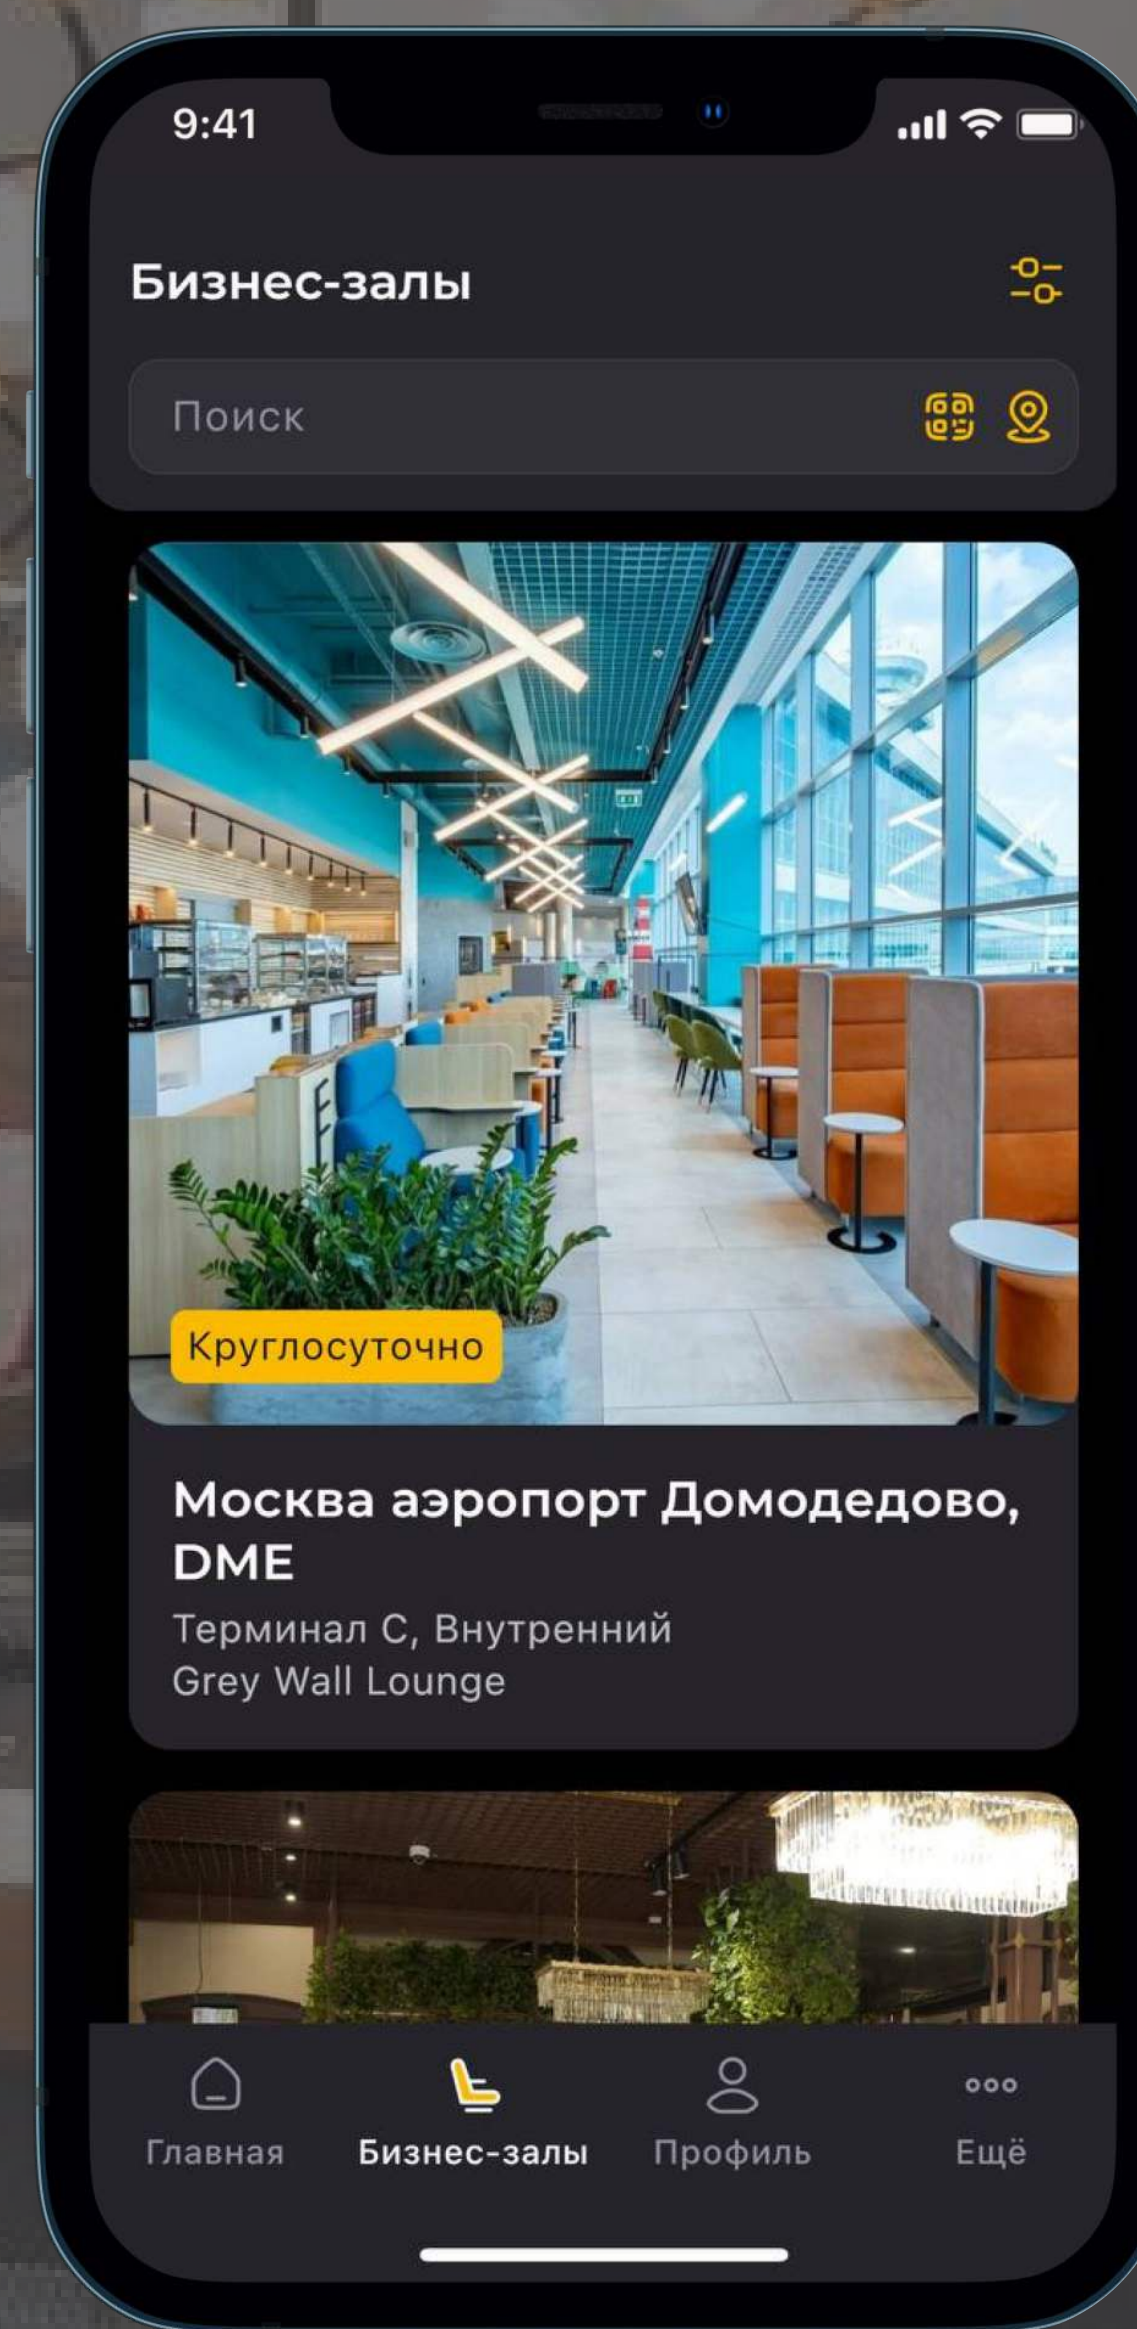 9:41
Бизнес-залы
Поиск
Круглосуточно
Москва аэропорт Домодедово,
DME
Терминал C, Внутренний
Grey Wall Lounge
Главная
Бизнес-залы
Профиль
Ещё